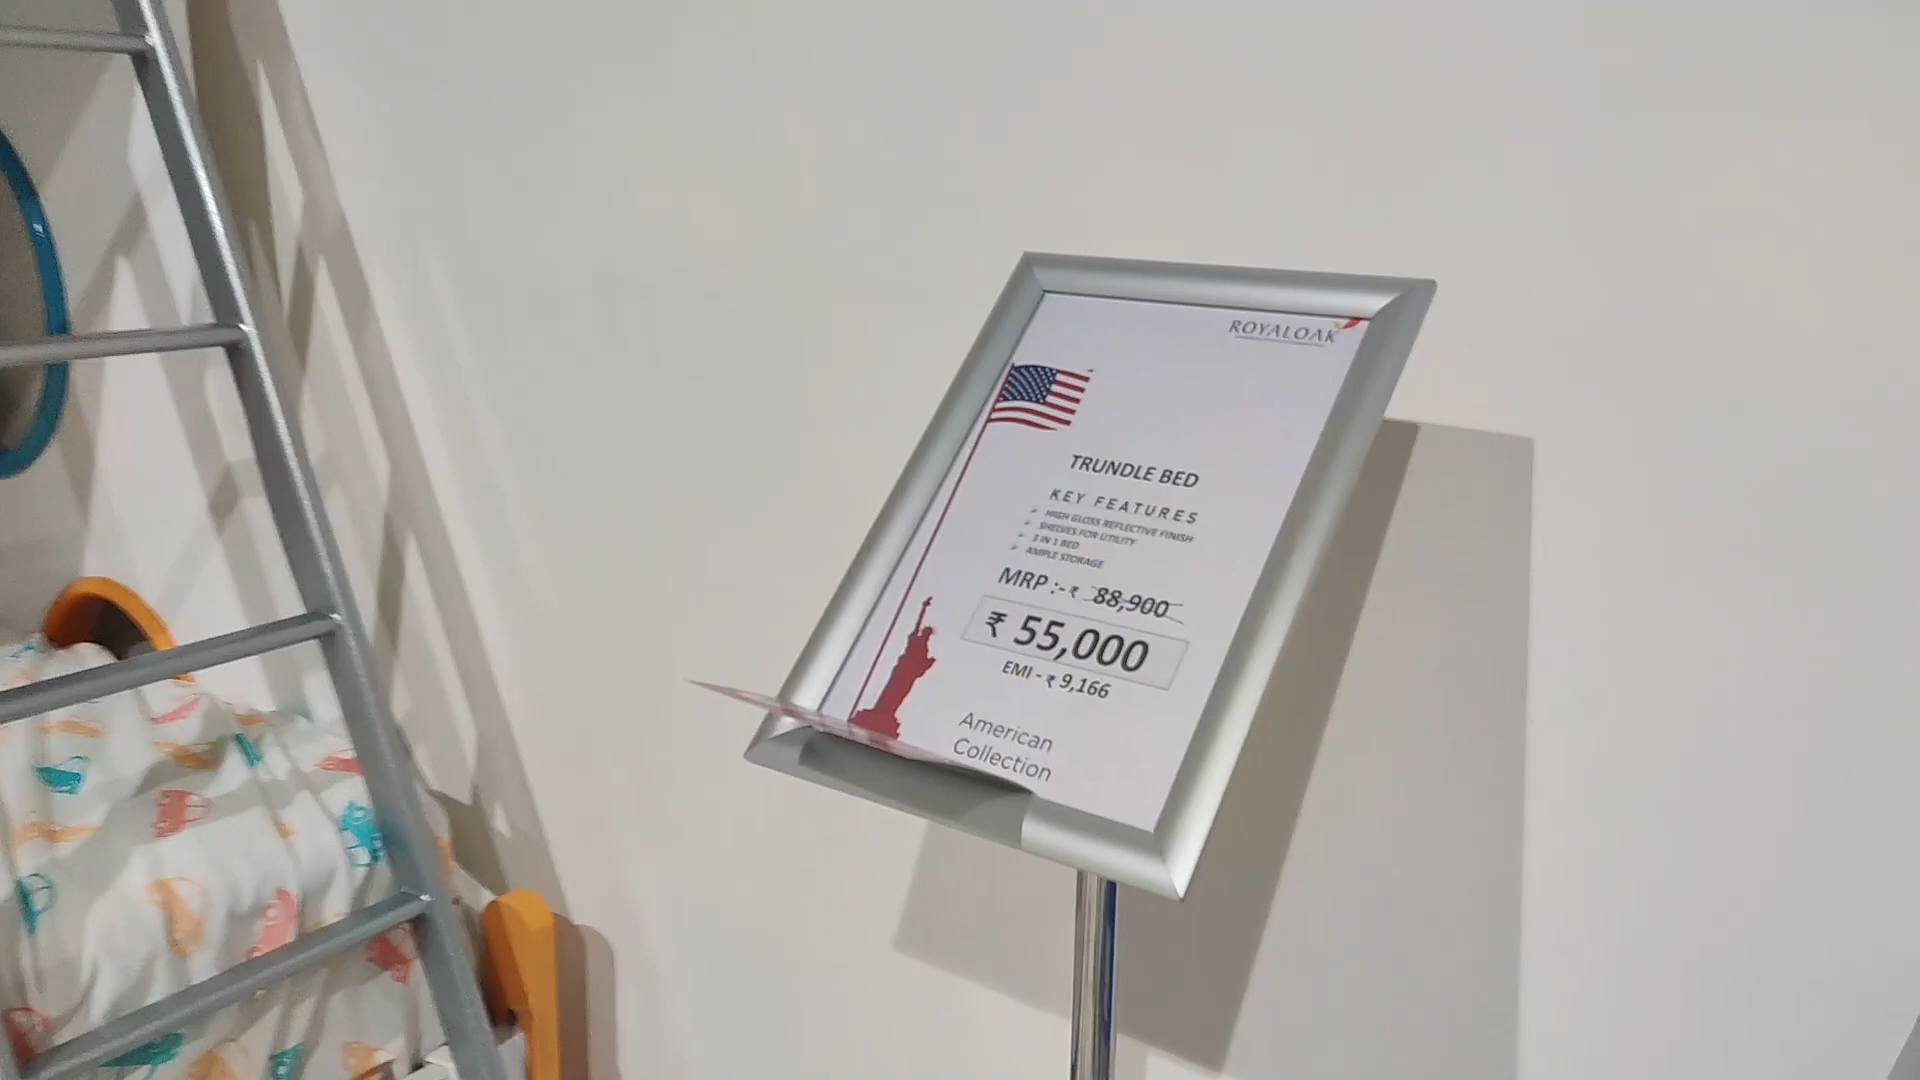 ROYALOAK
TRUNDLE BED
KEY FEATURES
➢ HIGH GLOSS REFLECTIVE FINISH
➢ SHELVES FOR UTILITY
➢ 3 IN 1 BED
➢ AMPLE STORAGE
MRP :- ₹ 88,900
₹ 55,000
EMI - ₹ 9,166
American
Collection